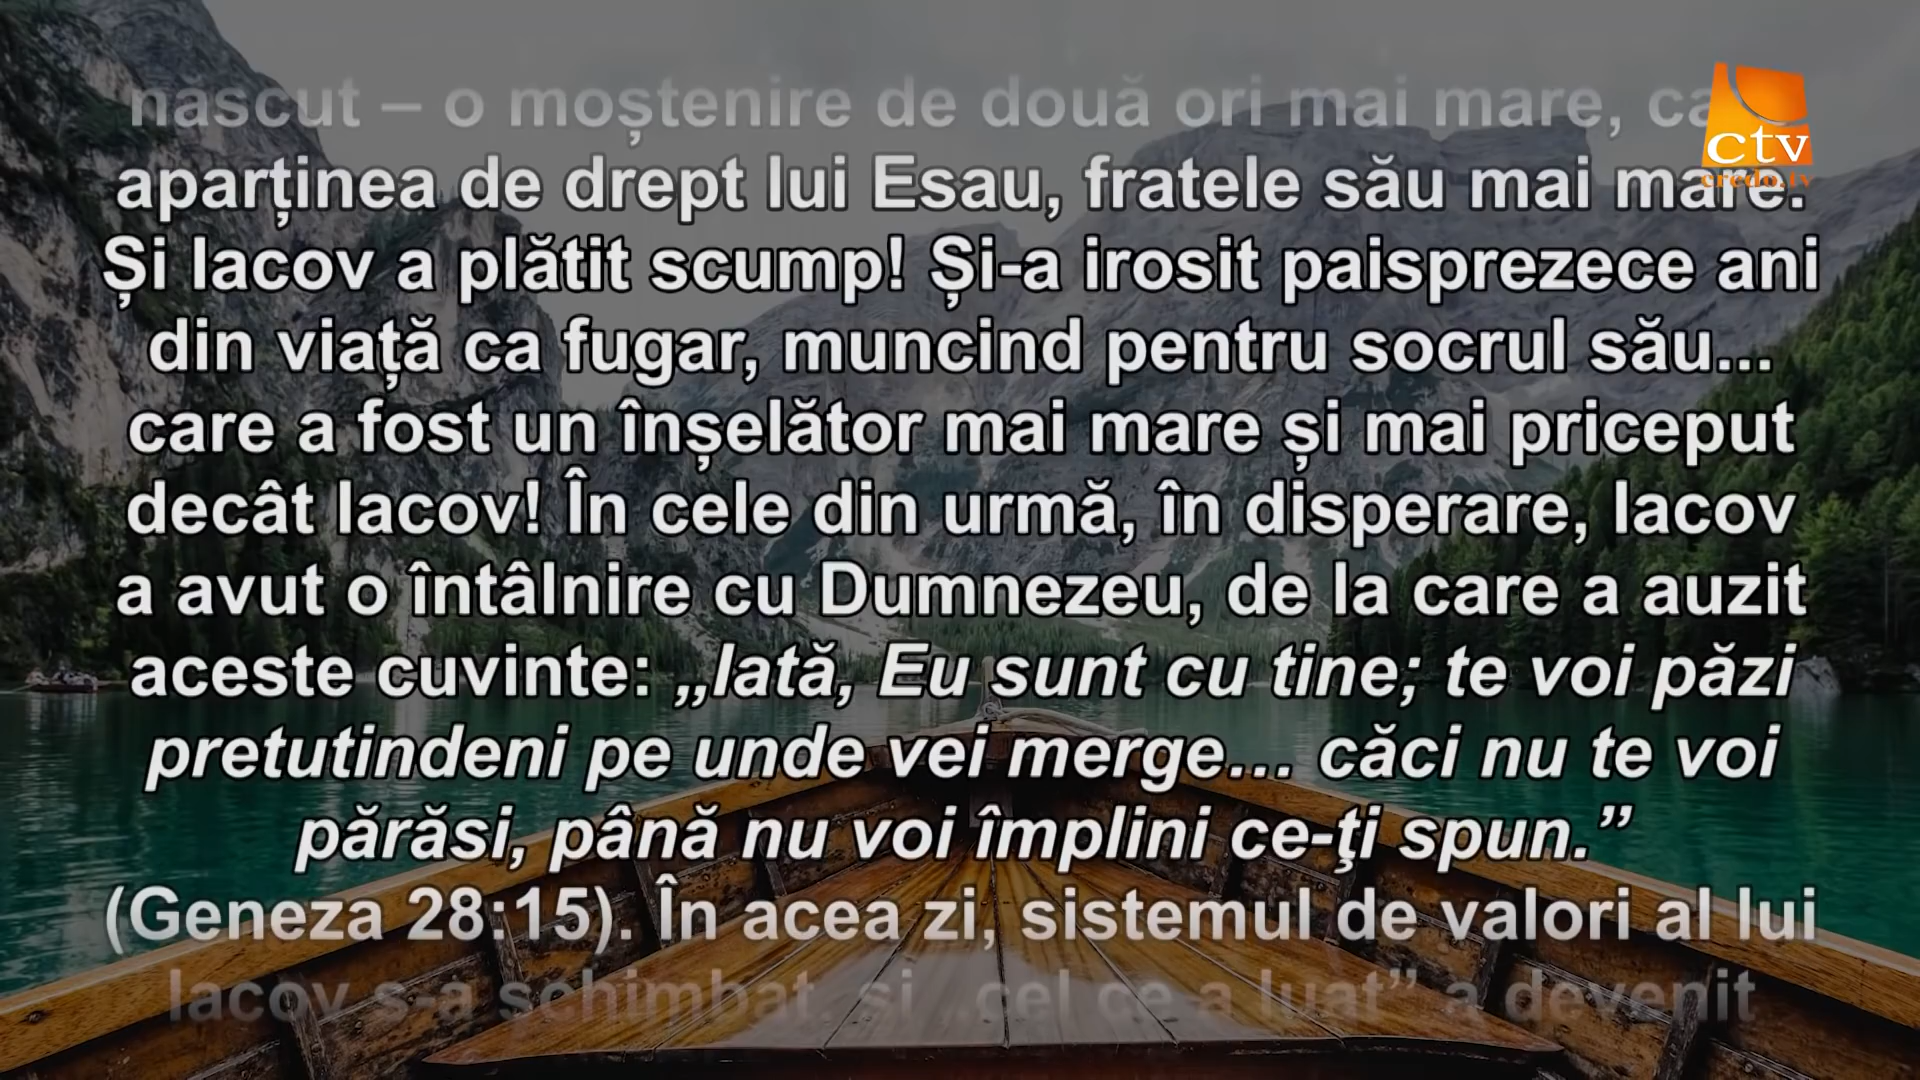 nascut – o moștenire de două ori mai mare,
aparținea de drept lui Esau, fratele său mai mare.
Și Iacov a plătit scump! Și-a irosit paisprezece ani
din viață ca fugar, muncind pentru socrul său...
care a fost un înșelător mai mare și mai priceput
decât Iacov! În cele din urmă, în disperare, Iacov
a avut o întâlnire cu Dumnezeu, de la care a auzit
aceste cuvinte: „Iată, Eu sunt cu tine; te voi păzi
pretutindeni pe unde vei merge... căci nu te voi
părăsi, până nu voi împlini ce-ţi spun.”
(Geneza 28:15). În acea zi, sistemul de valori al lui
Iacov s-a schimbat, și „cel ce a luat” a devenit
ctv
credo.tv